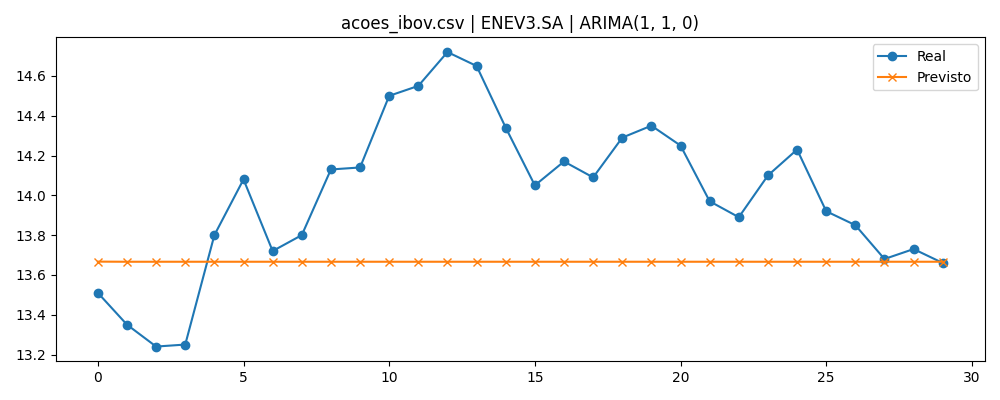 acoes_ibov.csv | ENEV3.SA | ARIMA(1, 1, 0)
Real
Previsto
14.6
14.4
14.2
14.0
13.8
13.6
13.4
13.2
0 5 10 15 20 25 30